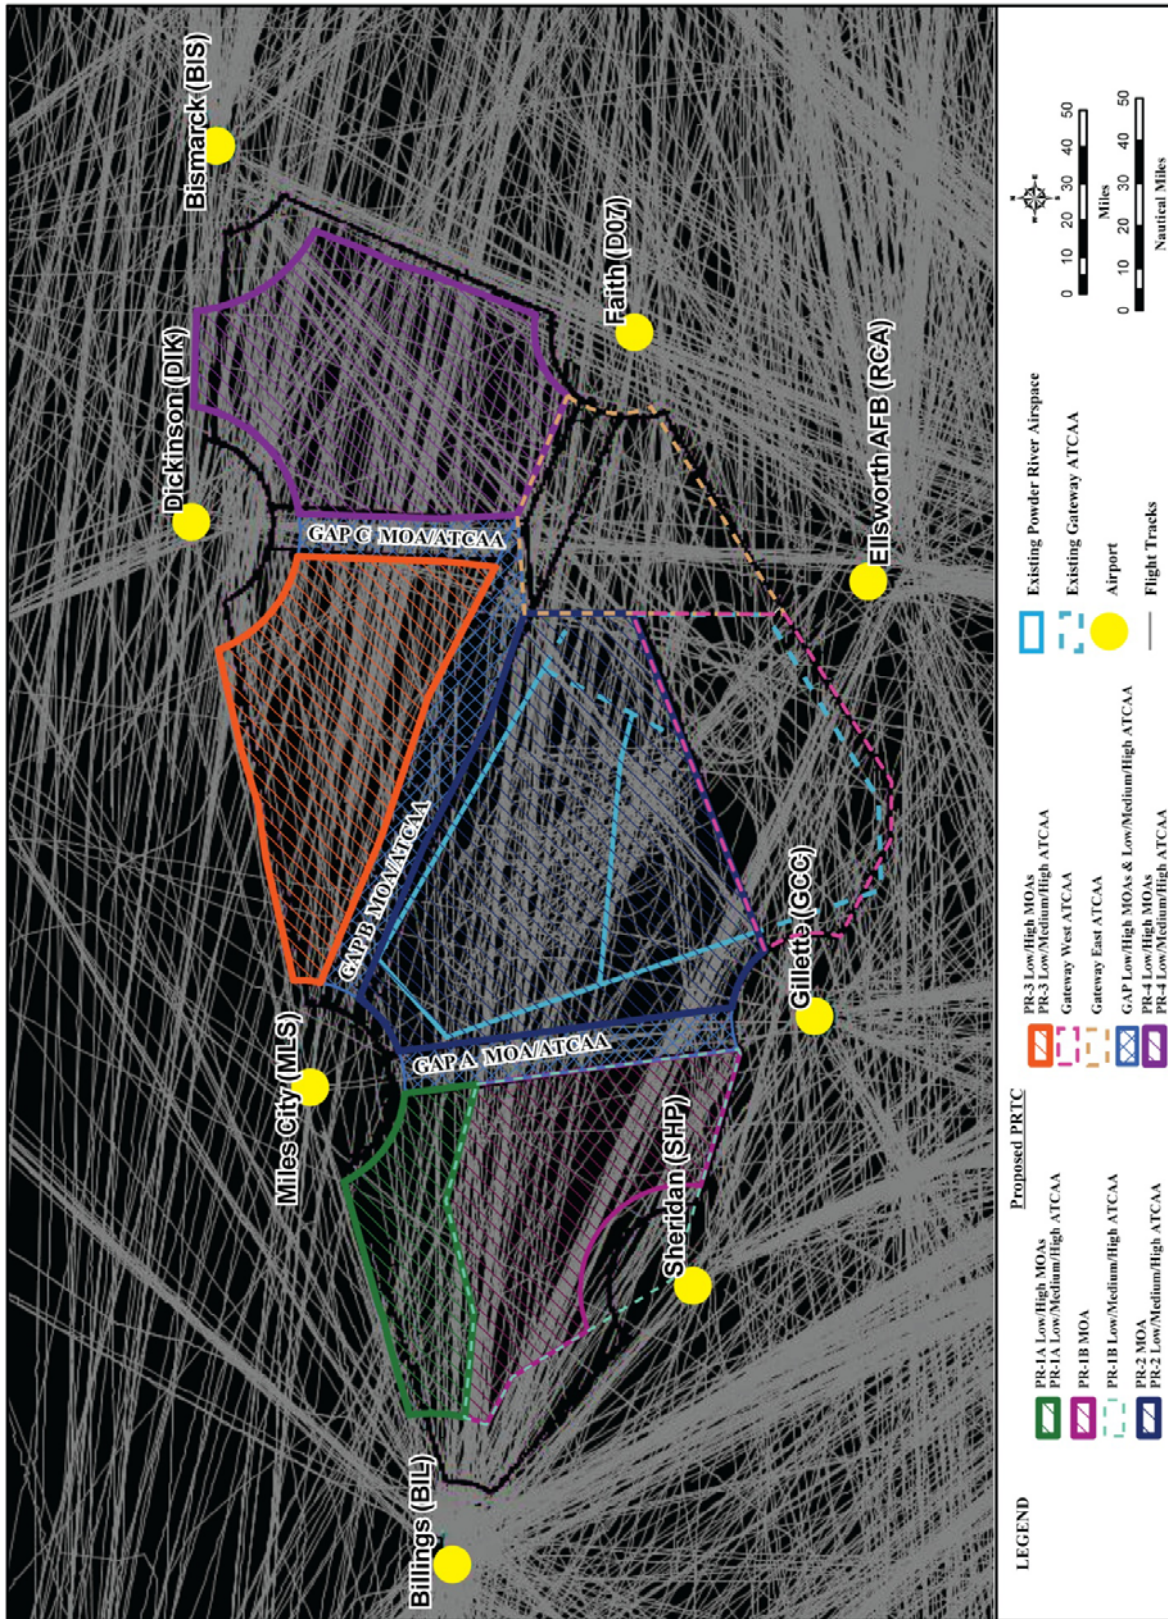 Bismarck (BIS)
Dickinson (DIK)
Faith (D07)
GAP C MOA/ATCAA
Ellsworth AFB (RCA)
GAP B MOA/ATCAA
Gillette (GCC)
Miles City (MLS)
GAP A MOA/ATCAA
Sheridan (SHP)
Billings (BIL)
LEGEND
Proposed PRTC
PR-1A Low/High MOAs
PR-1A Low/Medium/High ATCAA
PR-1B MOA
PR-1B Low/Medium/High ATCAA
PR-2 MOA
PR-2 Low/Medium/High ATCAA
PR-3 Low/High MOAs
PR-3 Low/Medium/High ATCAA
Gateway West ATCAA
Gateway East ATCAA
GAP Low/High MOAs & Low/Medium/High ATCAA
PR-4 Low/High MOAs
PR-4 Low/Medium/High ATCAA
Existing Powder River Airspace
Existing Gateway ATCAA
Airport
Flight Tracks
0 10 20 30 40 50
Miles
0 10 20 30 40 50
Nautical Miles